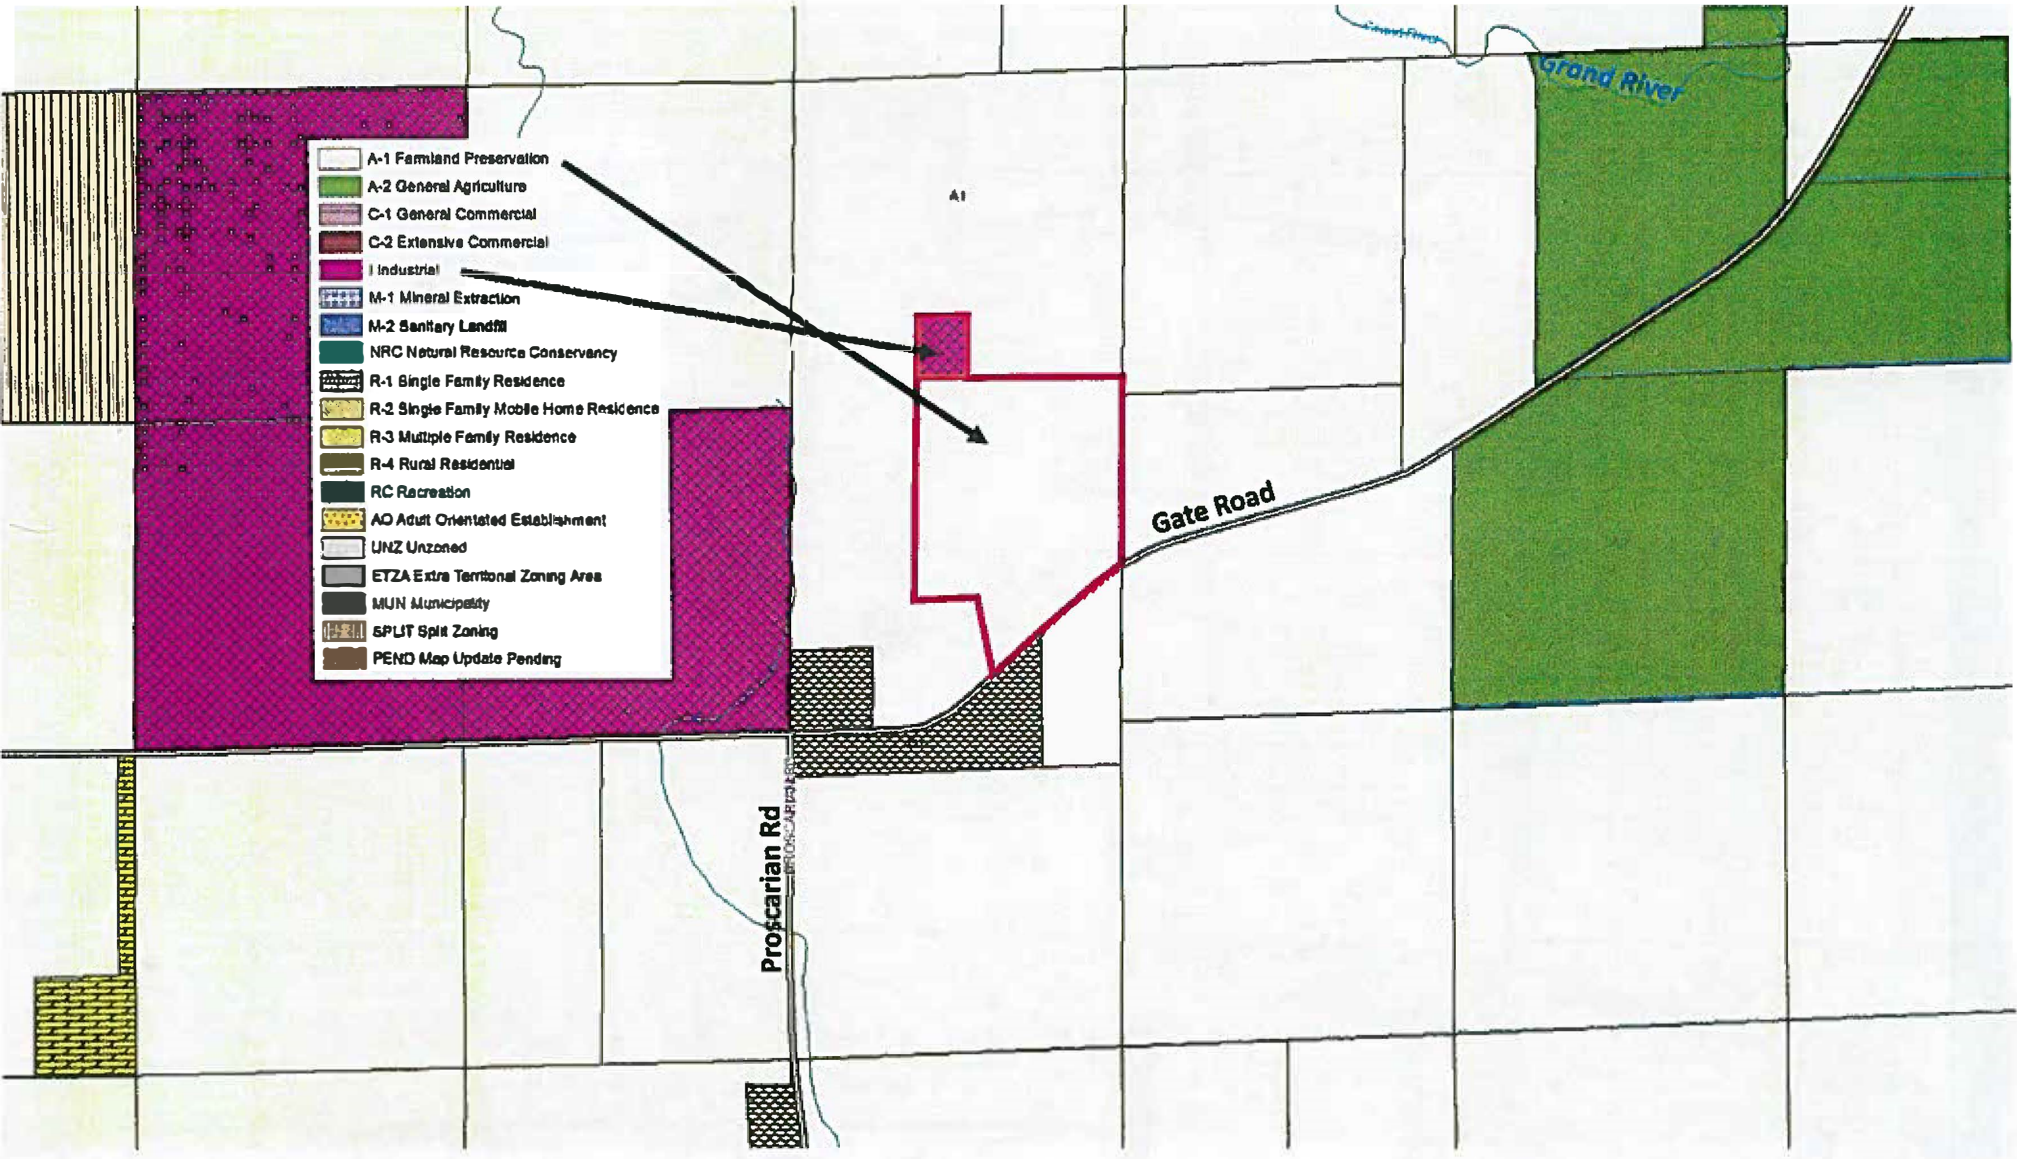 Grand River
Grand River
A-1 Farmland Preservation
A-2 General Agriculture
C-1 General Commercial
C-2 Extensive Commercial
I Industrial
M-1 Mineral Extraction
M-2 Sanitary Landfill
NRC Natural Resource Conservancy
R-1 Single Family Residence
R-2 Single Family Mobile Home Residence
R-3 Multiple Family Residence
R-4 Rural Residential
RC Recreation
AO Adult Orientated Establishment
UNZ Unzoned
ETZA Extra Territorial Zoning Area
MUN Municipality
SPLIT Split Zoning
PEND Map Update Pending
A1
Gate Road
Proscarian Rd